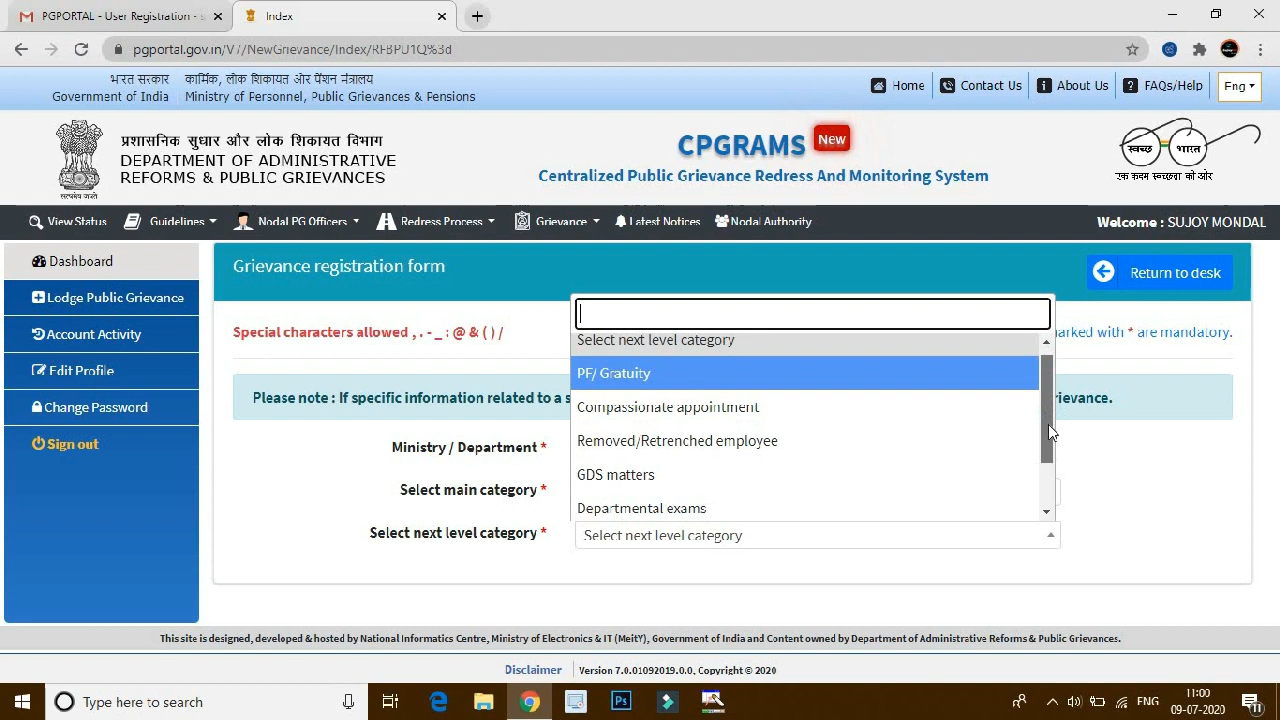 PGPORTAL - User Registration -
Index
pgportal.gov.in/V7/NewGrievance/Index/RFBPU1Q%3d
भारत सरकार
कार्मिक, लोक शिकायत और पेंशन मंत्रालय
Government of India
Ministry of Personnel, Public Grievances & Pensions
Home
Contact Us
About Us
FAQs/Help
Eng
प्रशासनिक सुधार और लोक शिकायत विभाग
DEPARTMENT OF ADMINISTRATIVE
REFORMS & PUBLIC GRIEVANCES
सत्यमेव जयते
CPGRAMS New
Centralized Public Grievance Redress And Monitoring System
स्वच्छ भारत
एक कदम स्वच्छता की ओर
View Status
Guidelines
Nodal PG Officers
Redress Process
Grievance
Latest Notices
Nodal Authority
Welcome : SUJOY MONDAL
Dashboard
Lodge Public Grievance
Account Activity
Edit Profile
Change Password
Sign out
Grievance registration form
Return to desk
Special characters allowed , . - _ : @ & ( ) /
marked with * are mandatory.
Please note : If specific information related to a s
ievance.
Ministry / Department *
Select main category *
Select next level category *
Select next level category
PF/ Gratuity
Compassionate appointment
Removed/Retrenched employee
GDS matters
Departmental exams
Select next level category
This site is designed, developed & hosted by National Informatics Centre, Ministry of Electronics & IT (MeitY), Government of India and Content owned by Department of Administrative Reforms & Public Grievances.
Disclaimer
Version 7.0.01092019.0.0, Copyright © 2020
Type here to search
Ps
ENG
11:00
09-07-2020
11